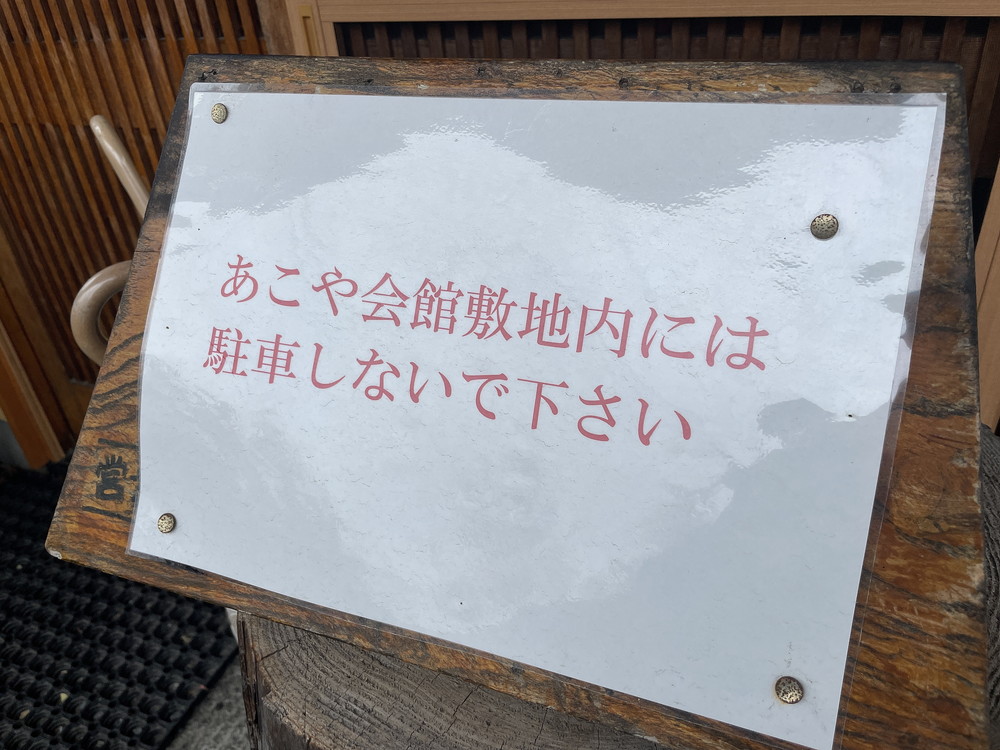 あこや会館敷地内には
駐車しないで下さい
営